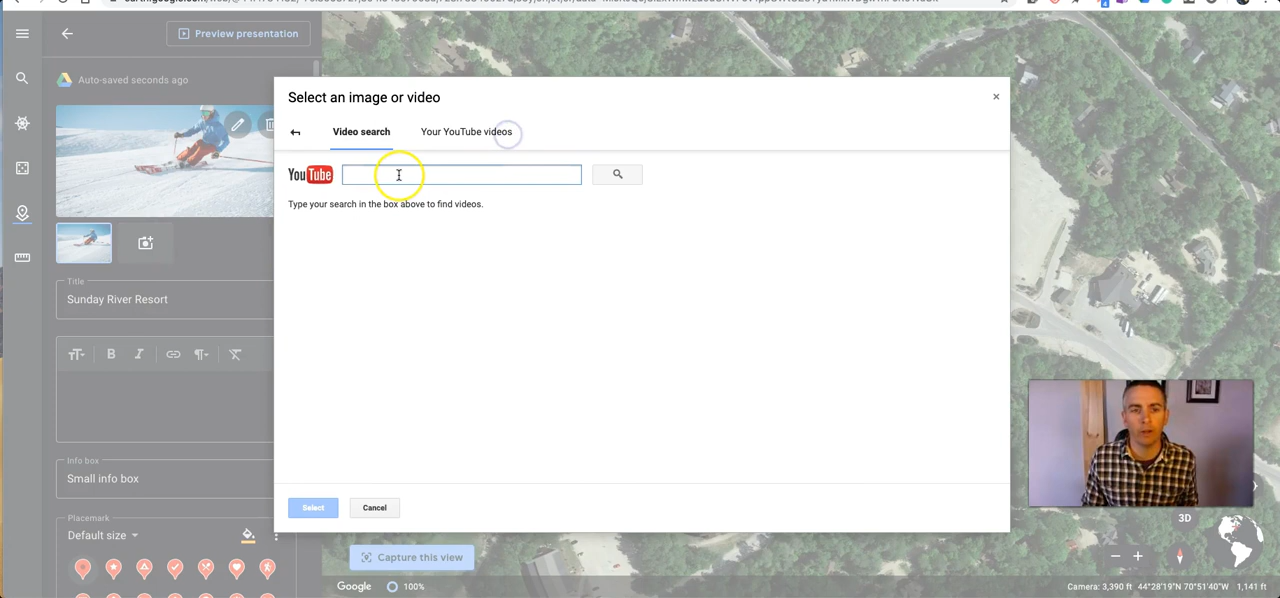 Preview presentation
Auto-saved seconds ago
Title
Sunday River Resort
Info box
Small info box
Placemark
Default size
Select an image or video
Video search
Your YouTube videos
YouTube
Type your search in the box above to find videos.
Select
Cancel
Capture this view
Google
100%
3D
Camera: 3,390 ft 44°28'19"N 70°51'40"W 1,141 ft